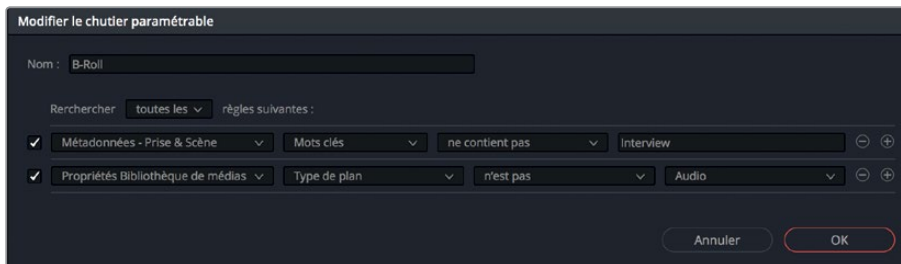 Modifier le chutier paramétrable
Nom : B-Roll
Rerchercher toutes les règles suivantes :
Métadonnées - Prise & Scène Mots clés ne contient pas Interview
Propriétés Bibliothèque de médias Type de plan n'est pas Audio
Annuler OK